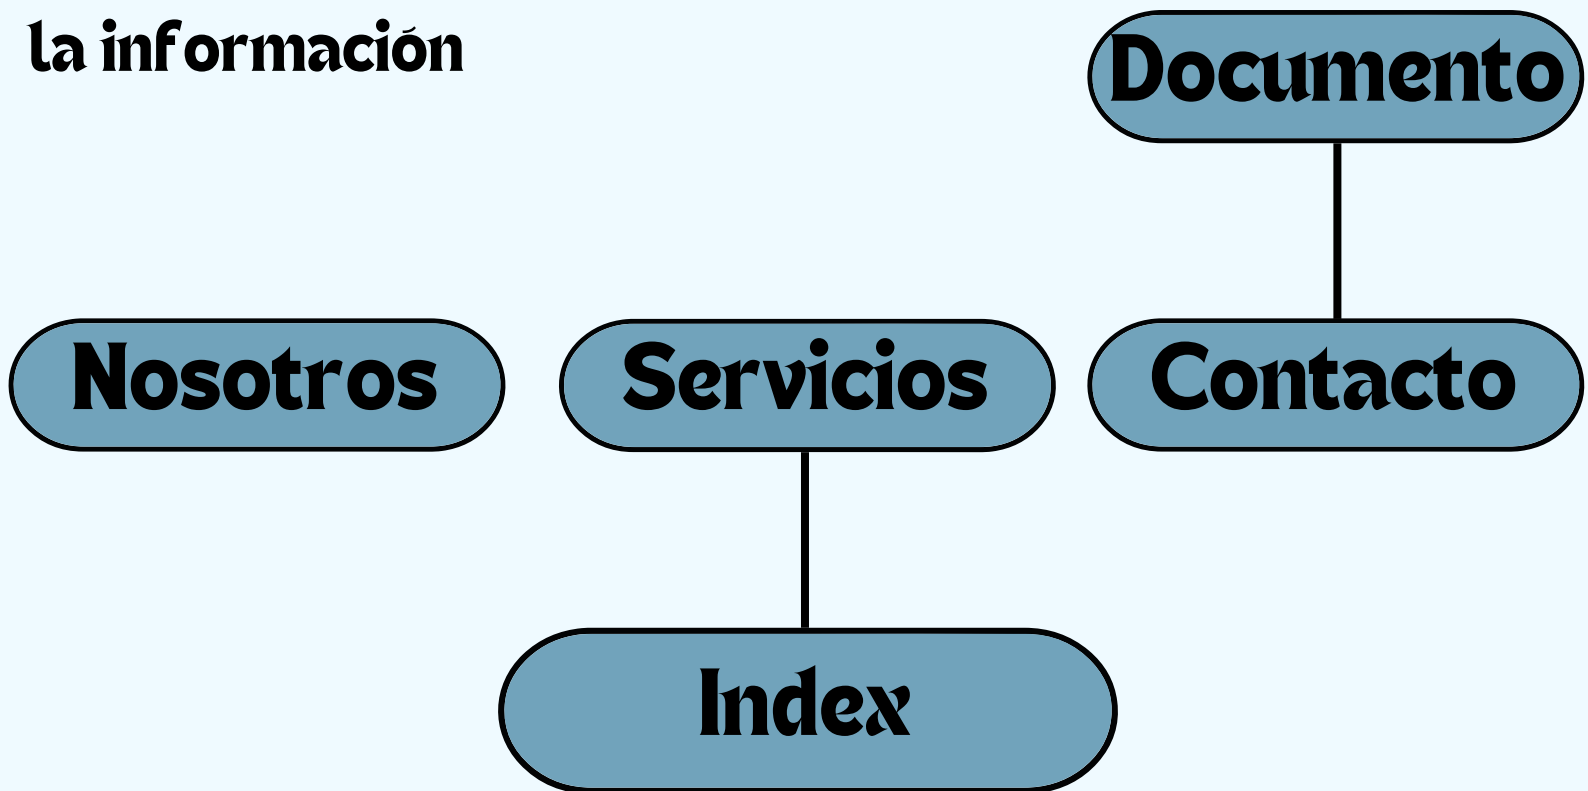 la información
Documento
Nosotros
Servicios
Contacto
Index